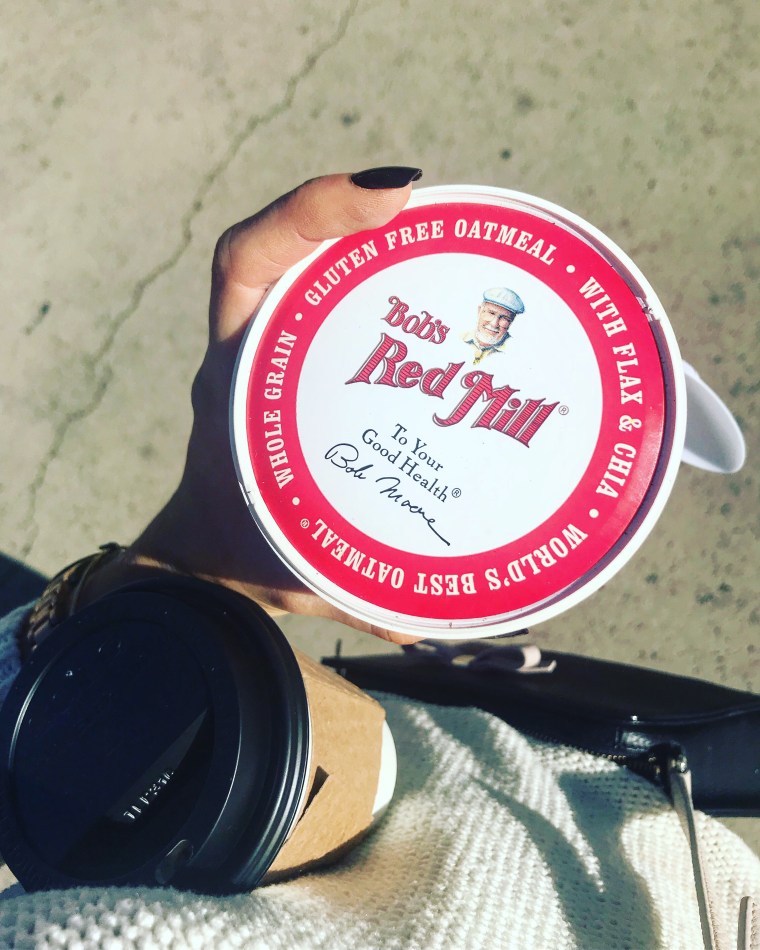 GLUTEN FREE OATMEAL • WITH FLAX & CHIA • WORLD'S BEST OATMEAL® • WHOLE GRAIN •
Bob's
Red Mill®
To Your
Good Health®
Bob Moore